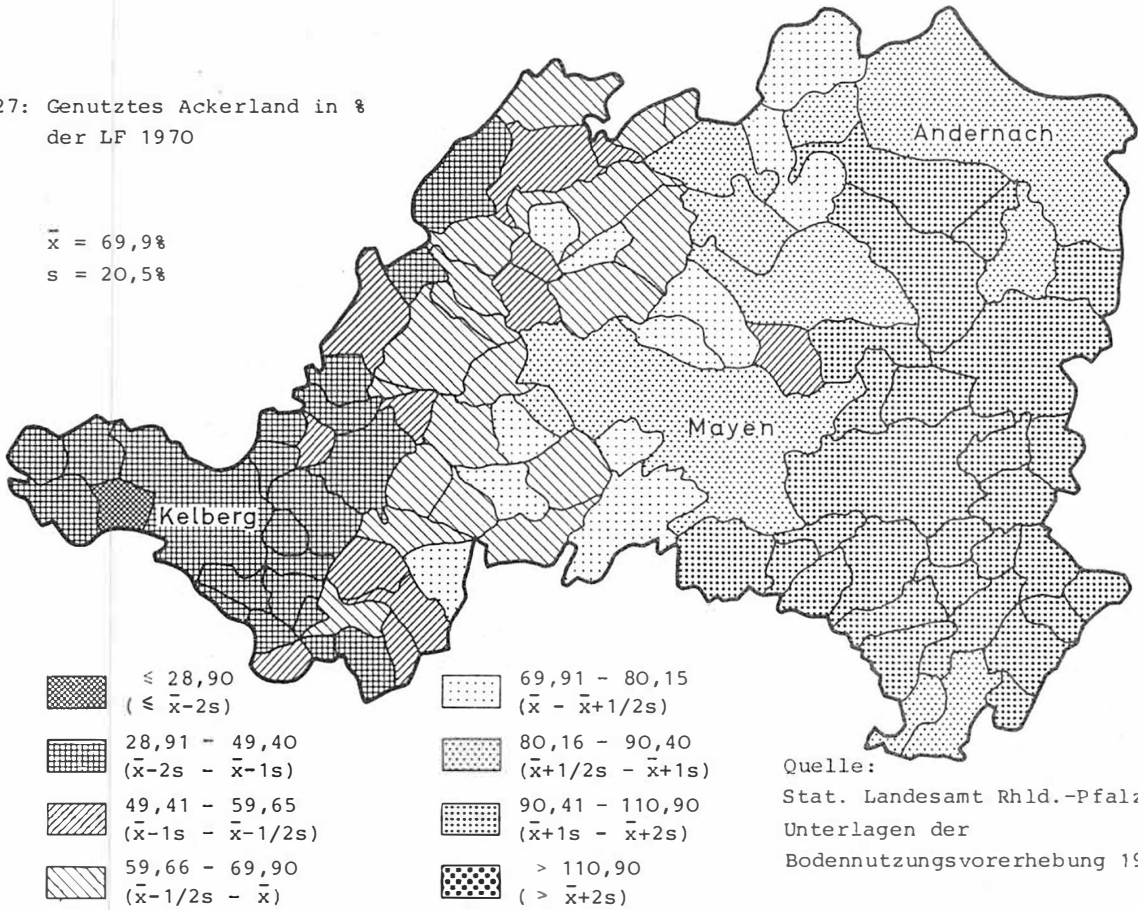 27: Genutztes Ackerland in %
der LF 1970
x̄ = 69,9%
s = 20,5%
Andernach
Mayen
Kelberg
≤ 28,90
(≤ x̄-2s)
28,91 - 49,40
(x̄-2s - x̄-1s)
49,41 - 59,65
(x̄-1s - x̄-1/2s)
59,66 - 69,90
(x̄-1/2s - x̄)
69,91 - 80,15
(x̄ - x̄+1/2s)
80,16 - 90,40
(x̄+1/2s - x̄+1s)
90,41 - 110,90
(x̄+1s - x̄+2s)
> 110,90
(> x̄+2s)
Quelle:
Stat. Landesamt Rhld.-Pfalz
Unterlagen der
Bodennutzungsvorerhebung 19